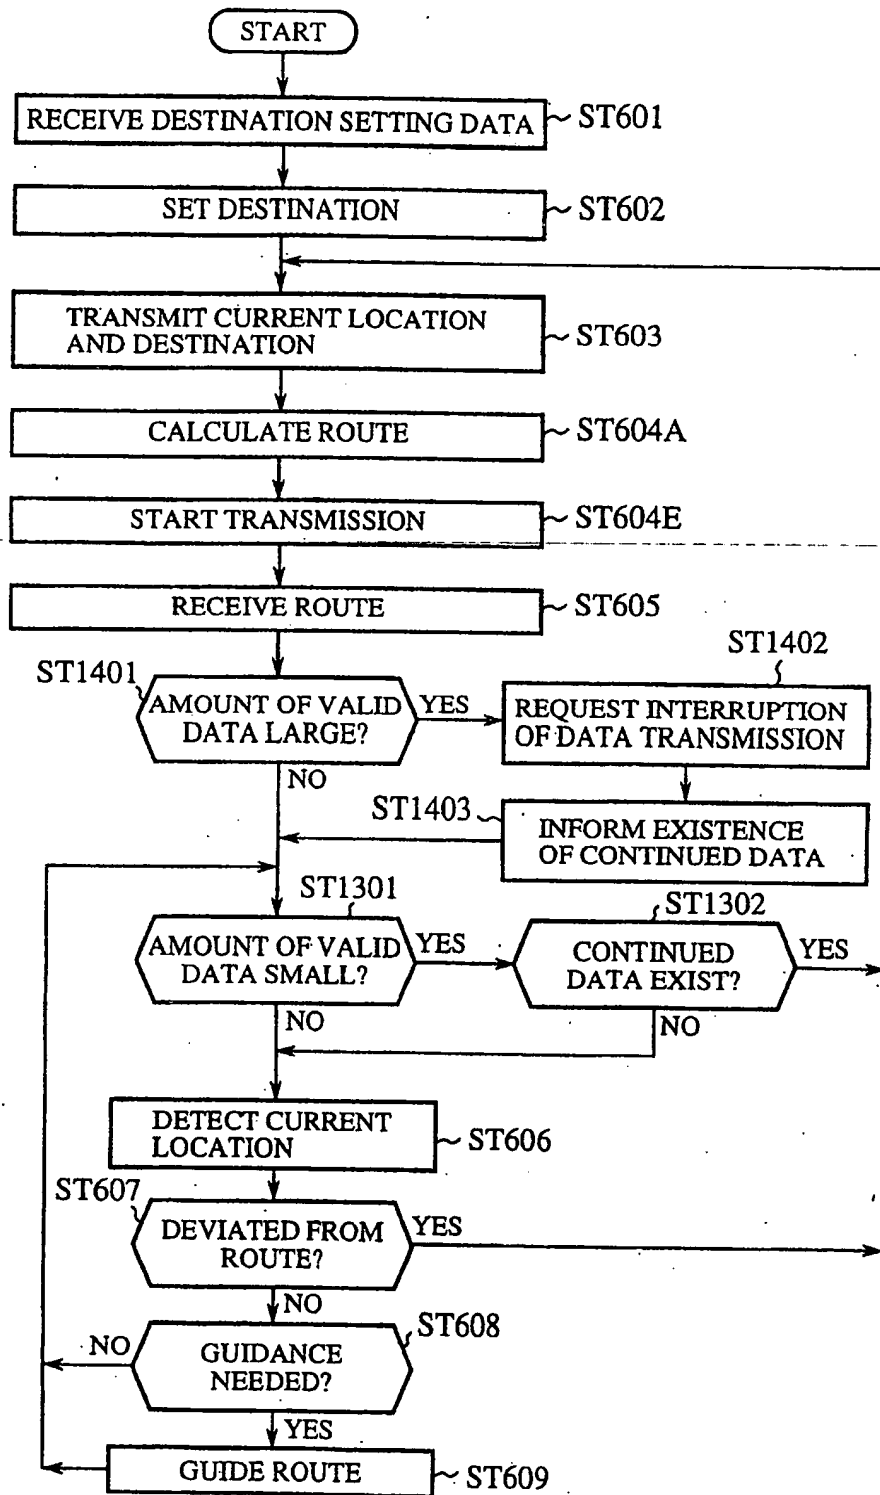 START
RECEIVE DESTINATION SETTING DATA
ST601
SET DESTINATION
ST602
TRANSMIT CURRENT LOCATION
AND DESTINATION
ST603
CALCULATE ROUTE
ST604A
START TRANSMISSION
ST604E
RECEIVE ROUTE
ST605
ST1401
AMOUNT OF VALID
DATA LARGE?
YES
NO
ST1402
REQUEST INTERRUPTION
OF DATA TRANSMISSION
ST1403
INFORM EXISTENCE
OF CONTINUED DATA
ST1301
AMOUNT OF VALID
DATA SMALL?
YES
NO
ST1302
CONTINUED
DATA EXIST?
YES
NO
DETECT CURRENT
LOCATION
ST606
ST607
DEVIATED FROM
ROUTE?
YES
NO
ST608
GUIDANCE
NEEDED?
NO
YES
GUIDE ROUTE
ST609